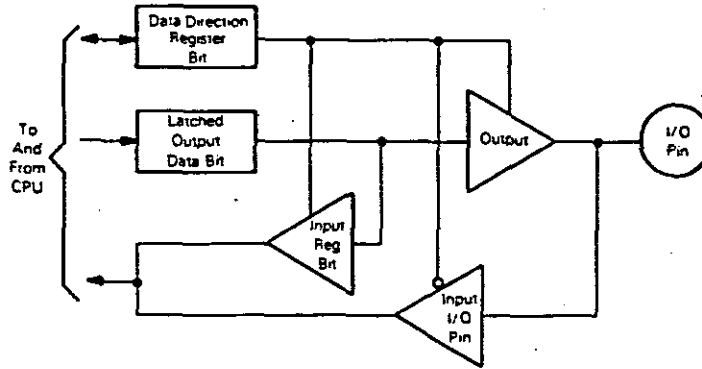 Data Direction
Register
Bit
To
And
From
CPU
Latched
Output
Data Bit
Output
I/O
Pin
Input
Reg
Bit
Input
I/O
Pin